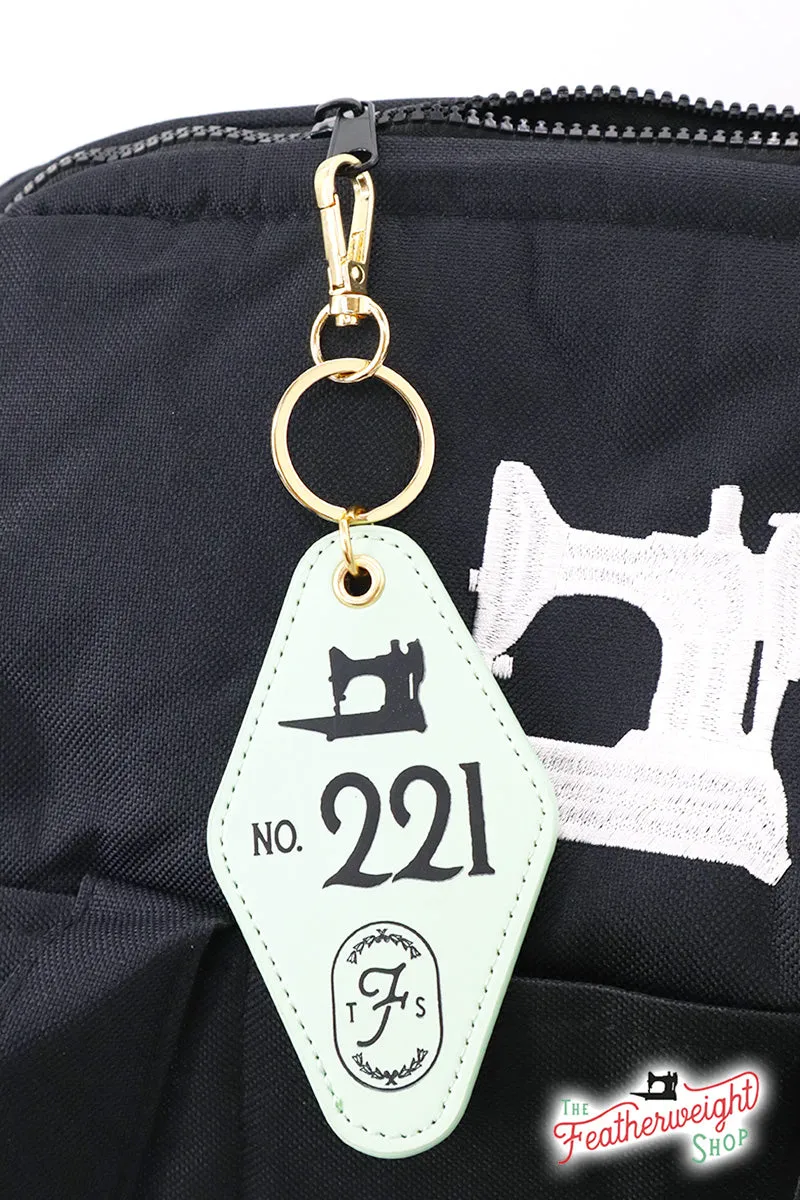 NO. 221
T F S
The
Featherweight
Shop